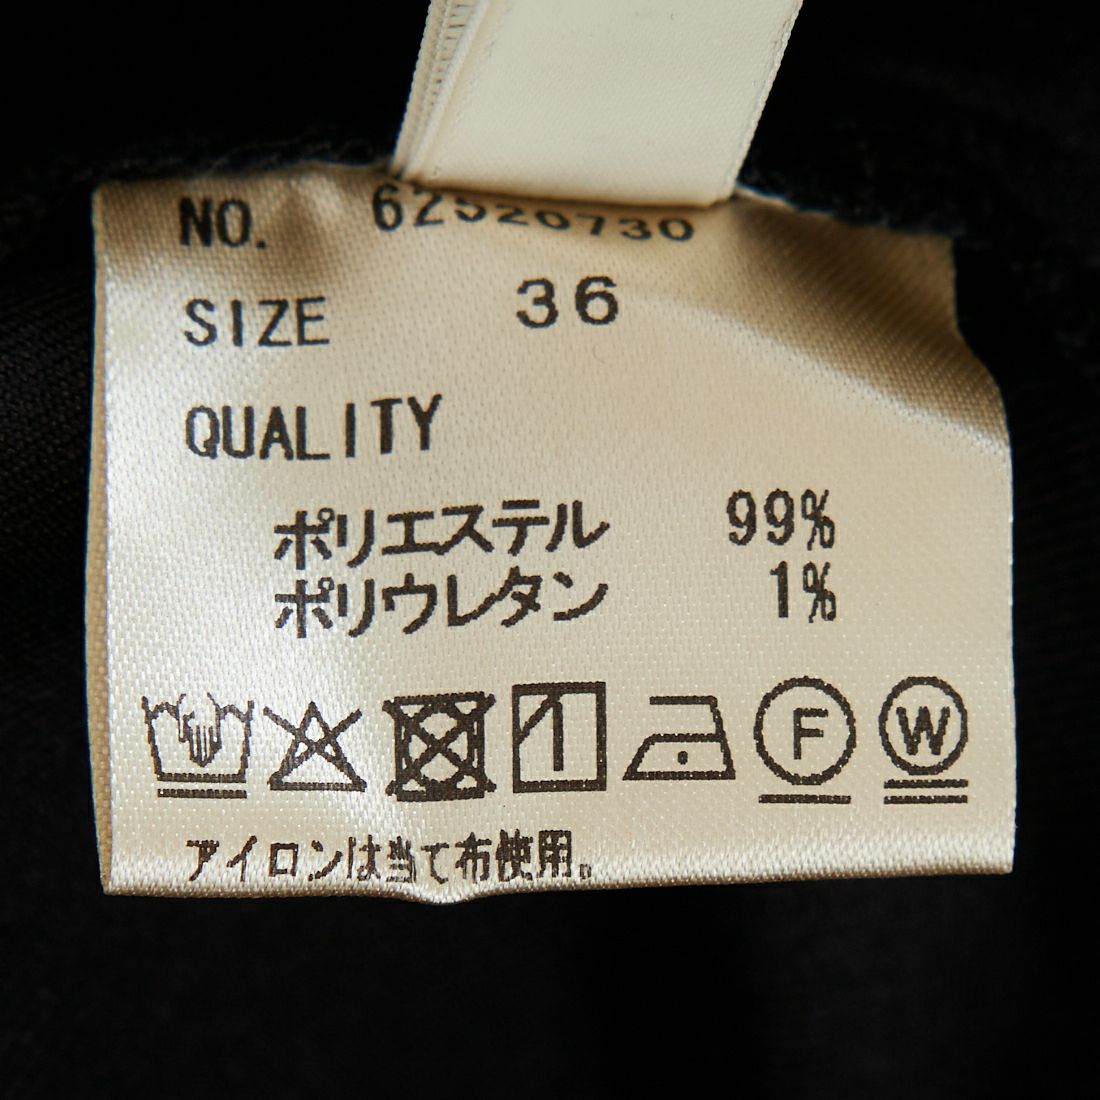 NO. 62520730
SIZE 36
QUALITY
ポリエステル 99%
ポリウレタン 1%
F W
アイロンは当て布使用。